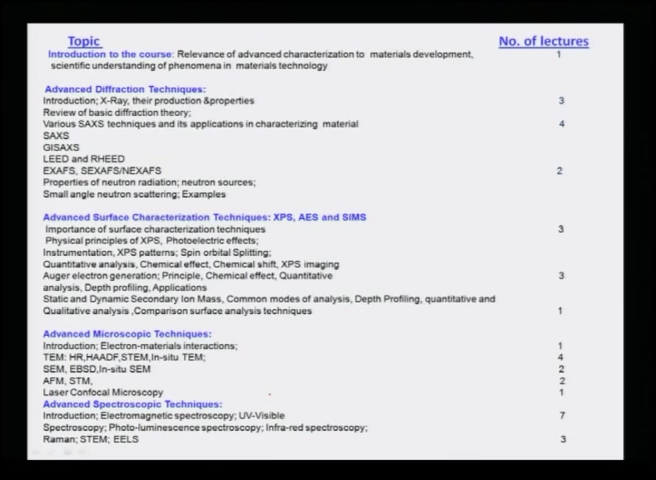 Topic No. of lectures
Introduction to the course: Relevance of advanced characterization to materials development, 1
scientific understanding of phenomena in materials technology
Advanced Diffraction Techniques:
Introduction; X-Ray, their production &properties 3
Review of basic diffraction theory;
Various SAXS techniques and its applications in characterizing material 4
SAXS
GISAXS
LEED and RHEED
EXAFS, SEXAFS/NEXAFS 2
Properties of neutron radiation; neutron sources;
Small angle neutron scattering; Examples
Advanced Surface Characterization Techniques: XPS, AES and SIMS
Importance of surface characterization techniques 3
Physical principles of XPS, Photoelectric effects;
Instrumentation, XPS patterns; Spin orbital Splitting;
Quantitative analysis, Chemical effect, Chemical shift, XPS imaging
Auger electron generation; Principle, Chemical effect, Quantitative 3
analysis, Depth profiling, Applications
Static and Dynamic Secondary Ion Mass, Common modes of analysis, Depth Profiling, quantitative and
Qualitative analysis ,Comparison surface analysis techniques 1
Advanced Microscopic Techniques:
Introduction; Electron-materials interactions; 1
TEM: HR,HAADF,STEM,In-situ TEM; 4
SEM, EBSD,In-situ SEM 2
AFM, STM, 2
Laser Confocal Microscopy 1
Advanced Spectroscopic Techniques:
Introduction; Electromagnetic spectroscopy; UV-Visible 7
Spectroscopy; Photo-luminescence spectroscopy; Infra-red spectroscopy;
Raman; STEM; EELS 3